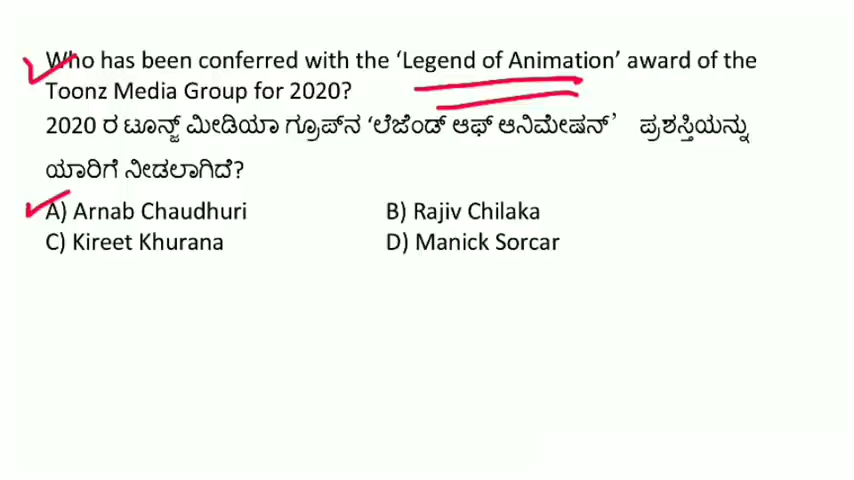 Who has been conferred with the ‘Legend of Animation’ award of the
Toonz Media Group for 2020?
2020 ರ ಟೂನ್ಜ್ ಮೀಡಿಯಾ ಗ್ರೂಪ್‌ನ ‘ಲೆಜೆಂಡ್ ಆಫ್ ಆನಿಮೇಷನ್’ ಪ್ರಶಸ್ತಿಯನ್ನು
ಯಾರಿಗೆ ನೀಡಲಾಗಿದೆ?
A) Arnab Chaudhuri B) Rajiv Chilaka
C) Kireet Khurana D) Manick Sorcar